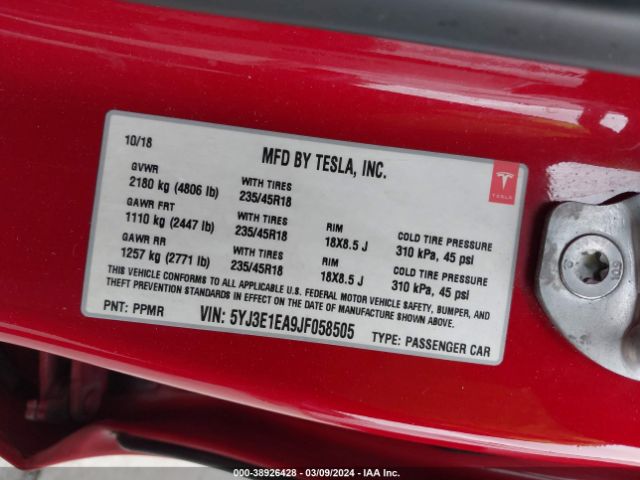 10/18
MFD BY TESLA, INC.
TESLA
GVWR
2180 kg (4806 lb)
WITH TIRES
235/45R18
GAWR FRT
1110 kg (2447 lb)
WITH TIRES
235/45R18
RIM
18X8.5 J
COLD TIRE PRESSURE
310 kPa, 45 psi
GAWR RR
1257 kg (2771 lb)
WITH TIRES
235/45R18
RIM
18X8.5 J
COLD TIRE PRESSURE
310 kPa, 45 psi
THIS VEHICLE CONFORMS TO ALL APPLICABLE U.S. FEDERAL MOTOR VEHICLE SAFETY, BUMPER, AND
THEFT PREVENTION STANDARDS IN EFFECT ON THE DATE OF MANUFACTURE SHOWN ABOVE.
PNT: PPMR
VIN: 5YJ3E1EA9JF058505
TYPE: PASSENGER CAR
000-38926428 - 03/09/2024 - IAA Inc.